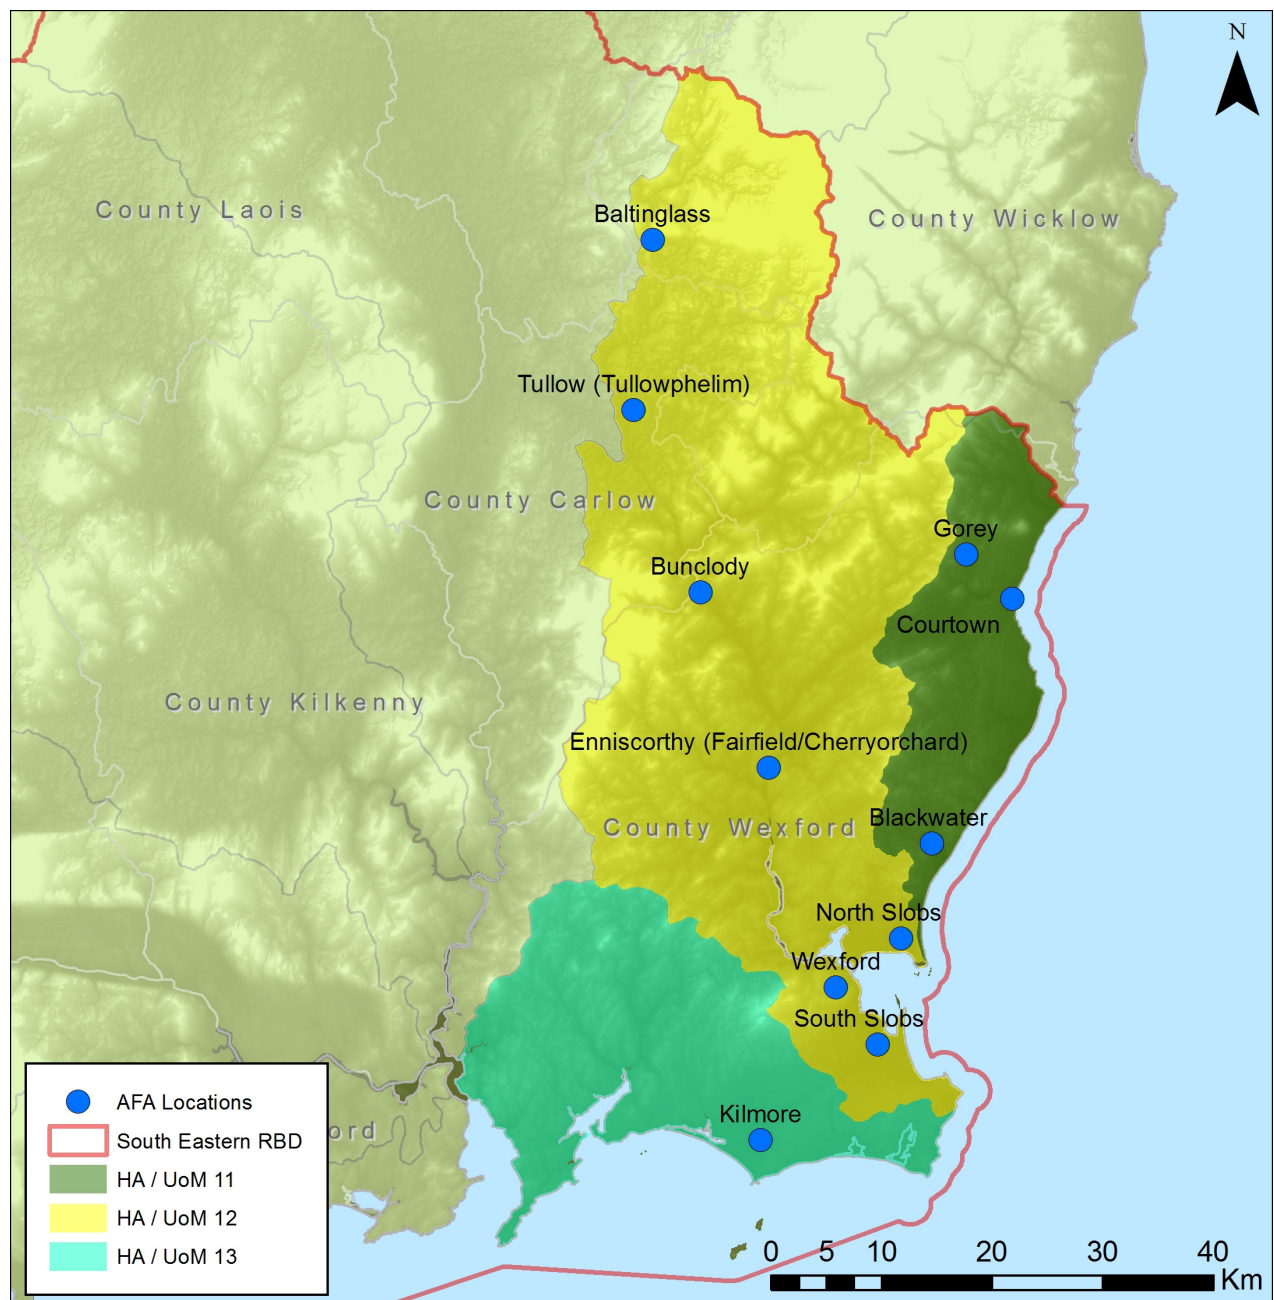 N
County Laois
Baltinglass
County Wicklow
Tullow (Tullowphelim)
County Carlow
Gorey
Bunclody
Courtown
County Kilkenny
Enniscorthy (Fairfield/Cherryorchard)
Blackwater
County Wexford
North Slobs
Wexford
South Slobs
Kilmore
ord
AFA Locations
South Eastern RBD
HA / UoM 11
HA / UoM 12
HA / UoM 13
0 5 10 20 30 40
Km